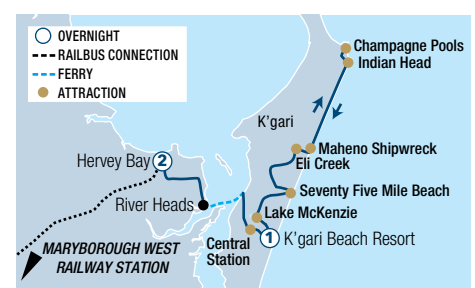 OVERNIGHT
RAILBUS CONNECTION
FERRY
ATTRACTION
Champagne Pools
Indian Head
K'gari
Maheno Shipwreck
Eli Creek
Hervey Bay 2
Seventy Five Mile Beach
River Heads
Lake McKenzie
Central
Station
1 K'gari Beach Resort
MARYBOROUGH WEST
RAILWAY STATION